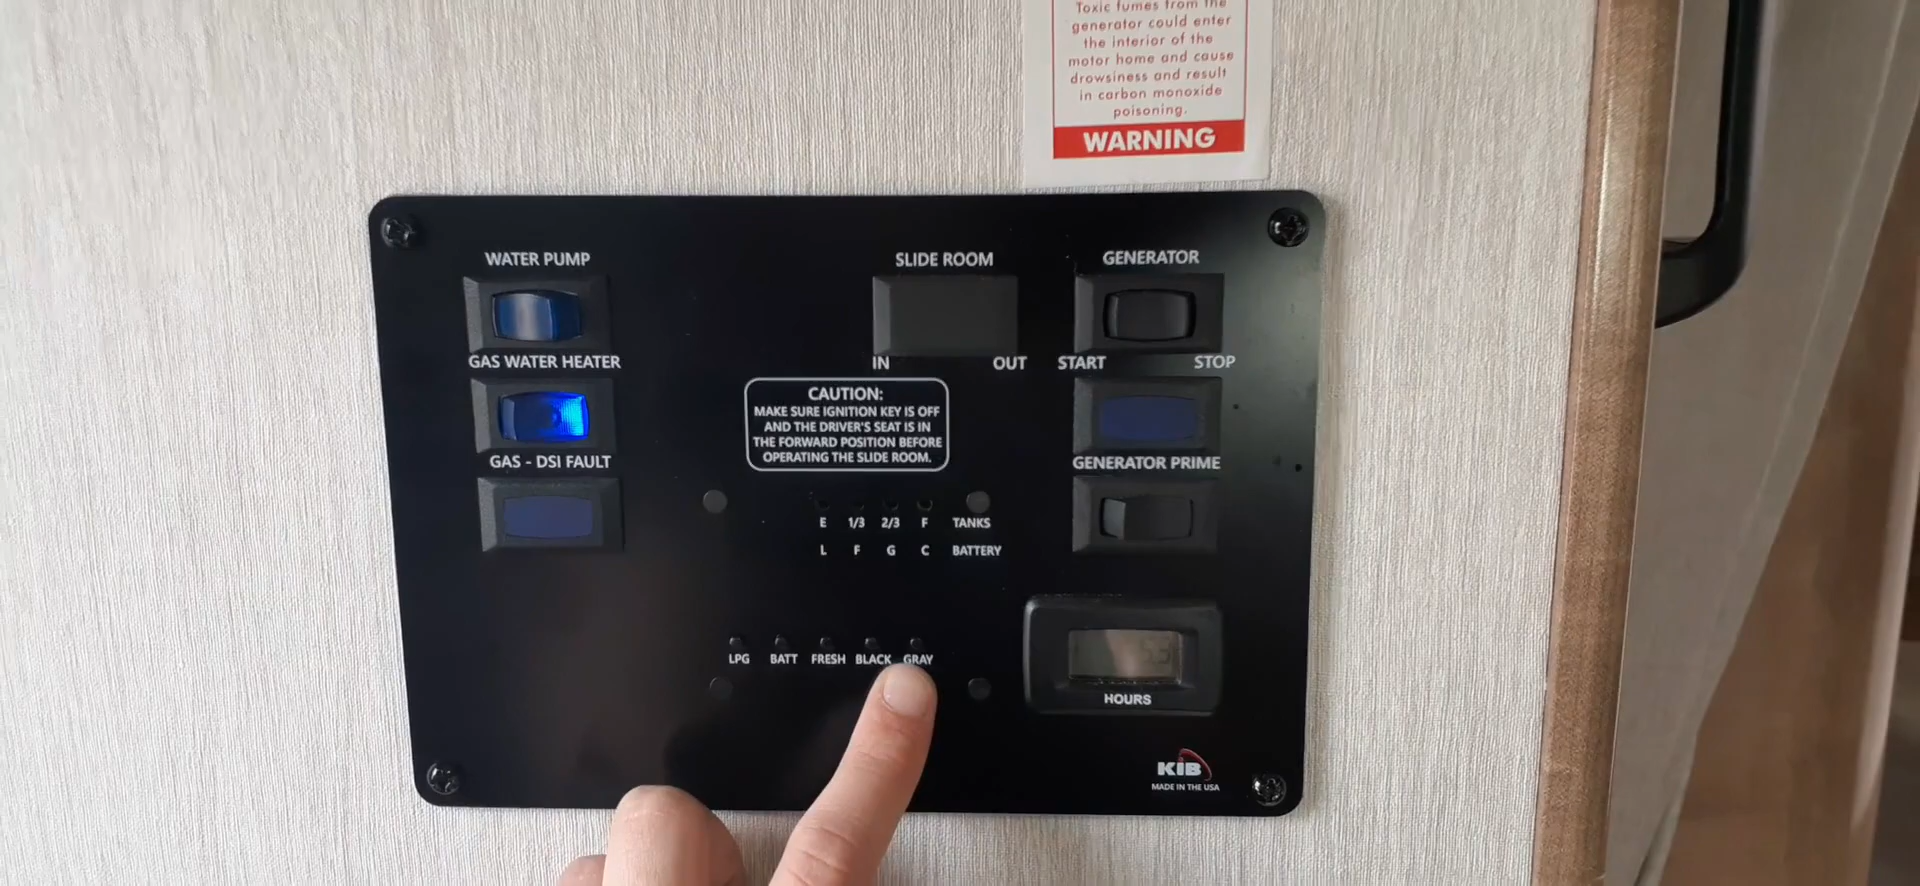 Toxic fumes from the
generator could enter
the interior of the
motor home and cause
drowsiness and result
in carbon monoxide
poisoning.
WARNING
WATER PUMP
SLIDE ROOM
GENERATOR
GAS WATER HEATER
IN
OUT
START
STOP
CAUTION:
MAKE SURE IGNITION KEY IS OFF
AND THE DRIVER'S SEAT IS IN
THE FORWARD POSITION BEFORE
OPERATING THE SLIDE ROOM.
GAS - DSI FAULT
GENERATOR PRIME
E 1/3 2/3 F TANKS
L F G C BATTERY
LPG BATT FRESH BLACK GRAY
HOURS
KIB
MADE IN THE USA